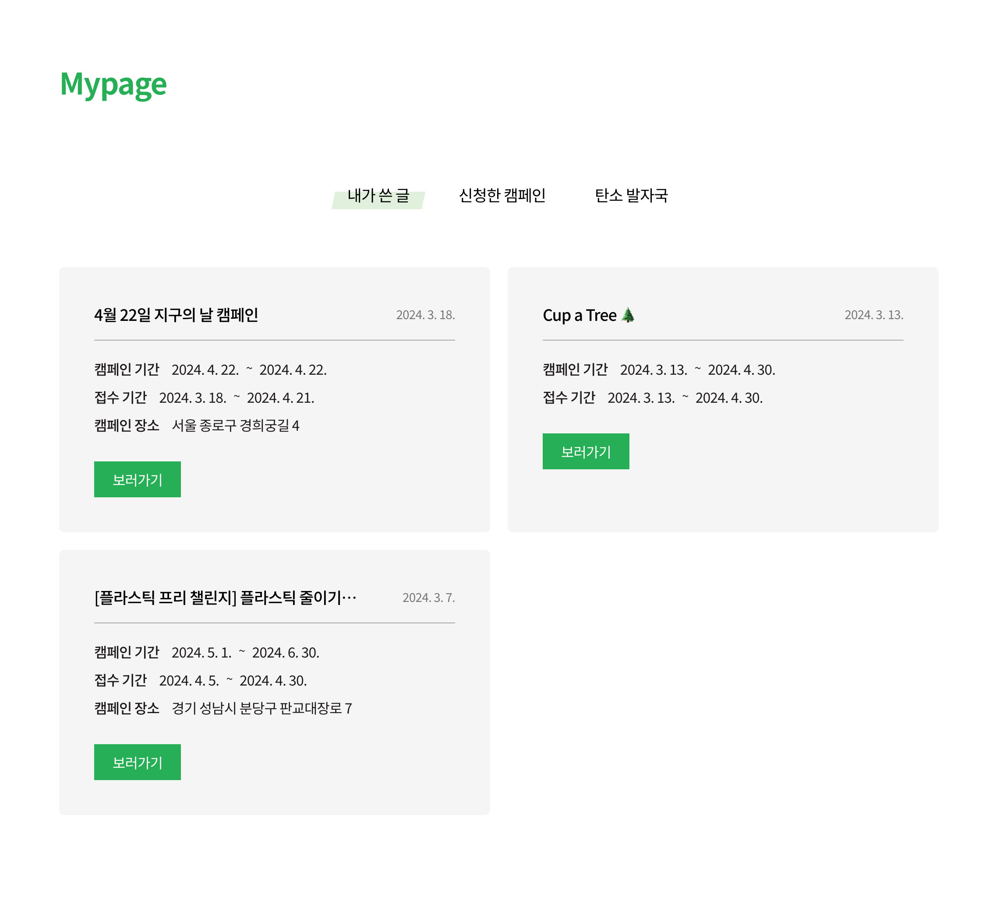 Mypage
내가 쓴 글 신청한 캠페인 탄소 발자국
4월 22일 지구의 날 캠페인 2024. 3. 18.
캠페인 기간 2024. 4. 22. ~ 2024. 4. 22.
접수 기간 2024. 3. 18. ~ 2024. 4. 21.
캠페인 장소 서울 종로구 경희궁길 4
보러가기
Cup a Tree 🌲 2024. 3. 13.
캠페인 기간 2024. 3. 13. ~ 2024. 4. 30.
접수 기간 2024. 3. 13. ~ 2024. 4. 30.
보러가기
[플라스틱 프리 챌린지] 플라스틱 줄이기… 2024. 3. 7.
캠페인 기간 2024. 5. 1. ~ 2024. 6. 30.
접수 기간 2024. 4. 5. ~ 2024. 4. 30.
캠페인 장소 경기 성남시 분당구 판교대장로 7
보러가기